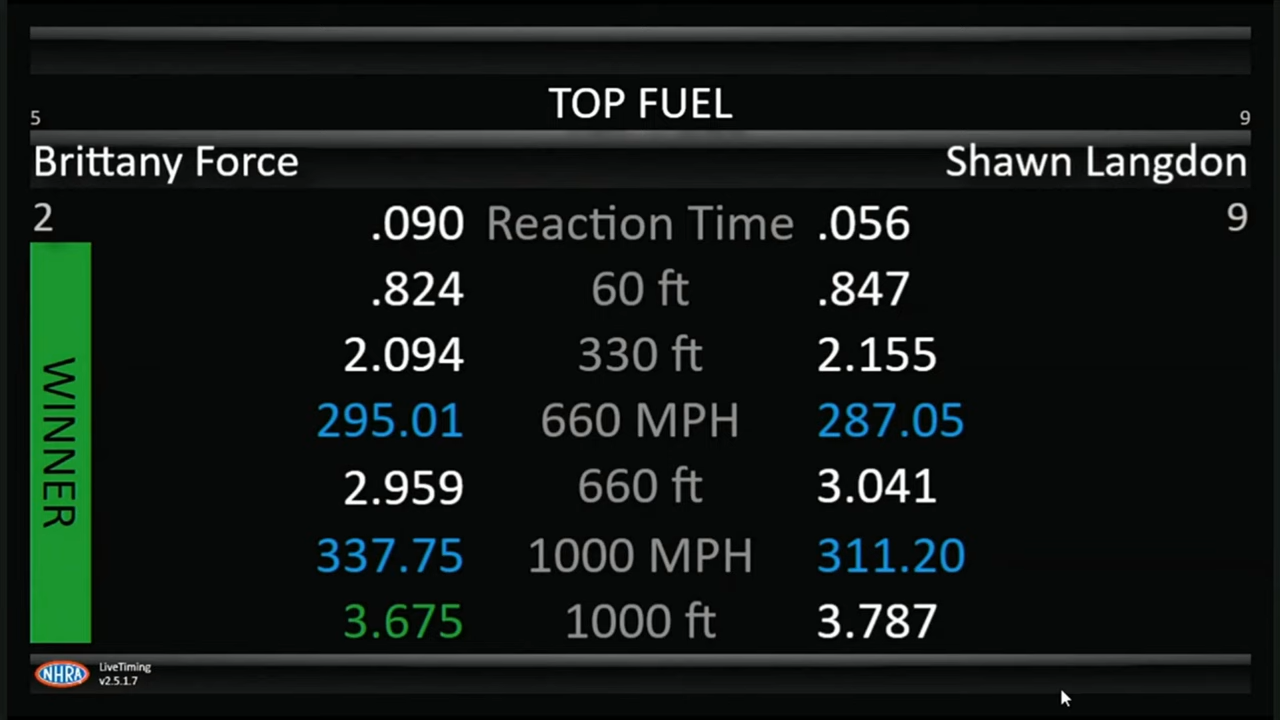 TOP FUEL
5 9
Brittany Force Shawn Langdon
2 .090 Reaction Time .056 9
.824 60 ft .847
2.094 330 ft 2.155
295.01 660 MPH 287.05
2.959 660 ft 3.041
337.75 1000 MPH 311.20
3.675 1000 ft 3.787
WINNER
NHRA LiveTiming
v2.5.1.7